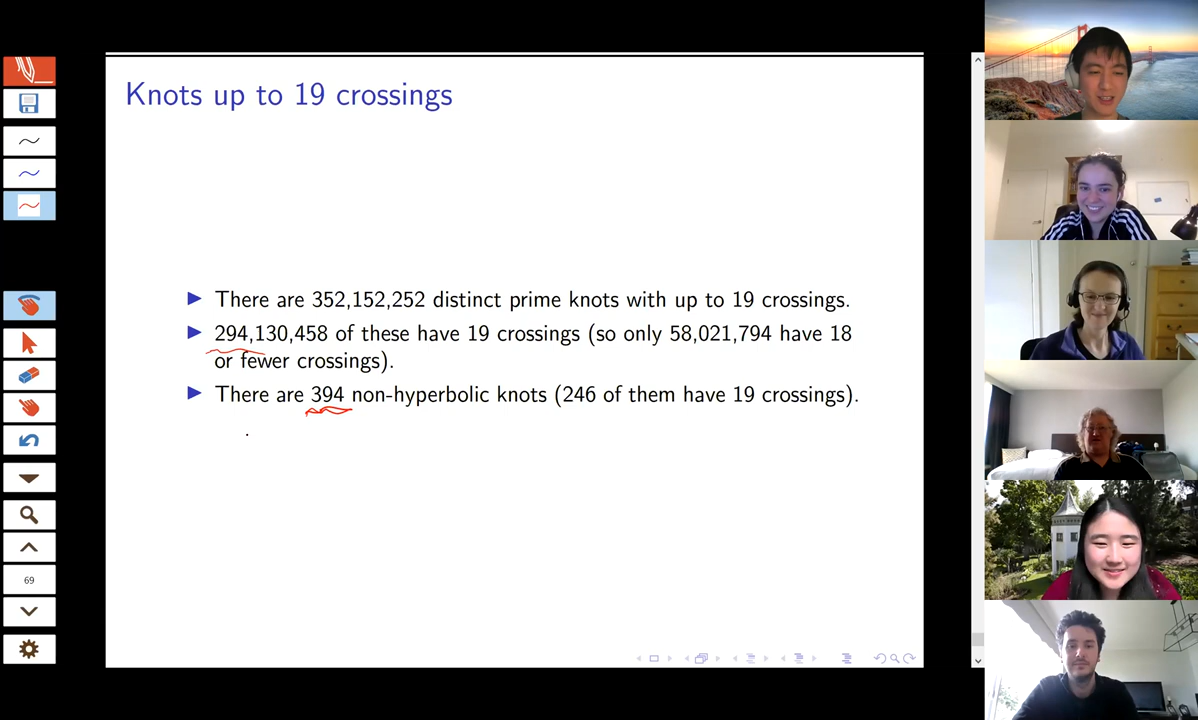 Knots up to 19 crossings
There are 352,152,252 distinct prime knots with up to 19 crossings.
294,130,458 of these have 19 crossings (so only 58,021,794 have 18
or fewer crossings).
There are 394 non-hyperbolic knots (246 of them have 19 crossings).
69